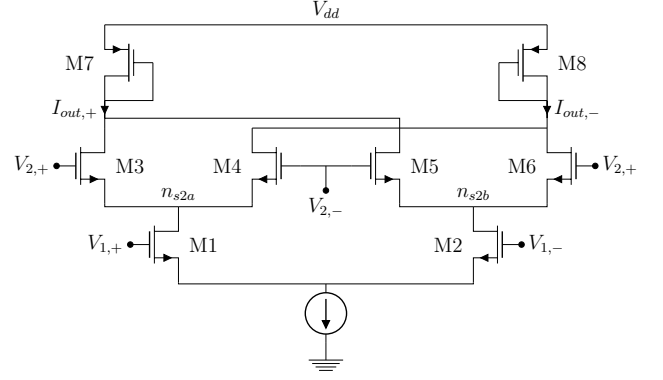 V_{dd}
M7
M8
I_{out,+}
I_{out,-}
V_{2,+}
M3
M4
M5
M6
V_{2,+}
n_{s2a}
V_{2,-}
n_{s2b}
V_{1,+}
M1
M2
V_{1,-}